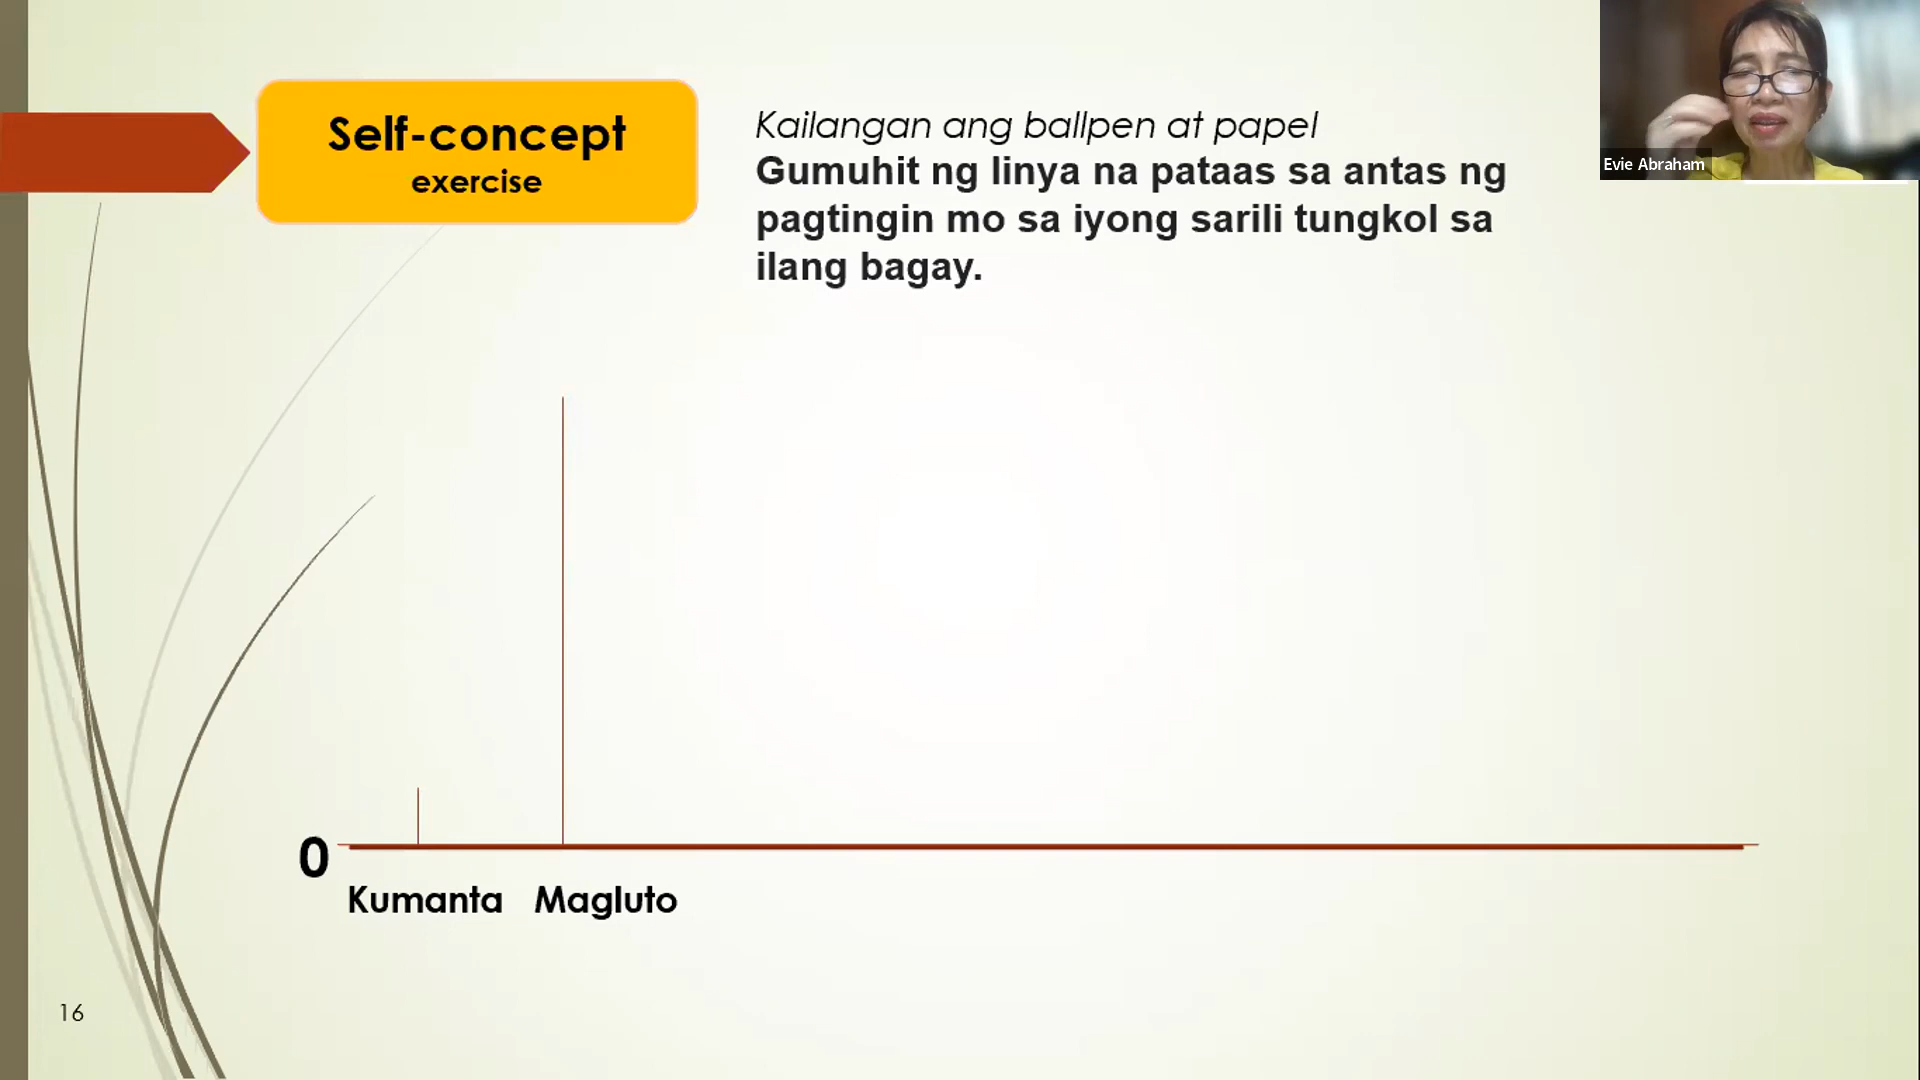 Self-concept
exercise
Kailangan ang ballpen at papel
Gumuhit ng linya na pataas sa antas ng
pagtingin mo sa iyong sarili tungkol sa
ilang bagay.
Evie Abraham
0
Kumanta Magluto
16